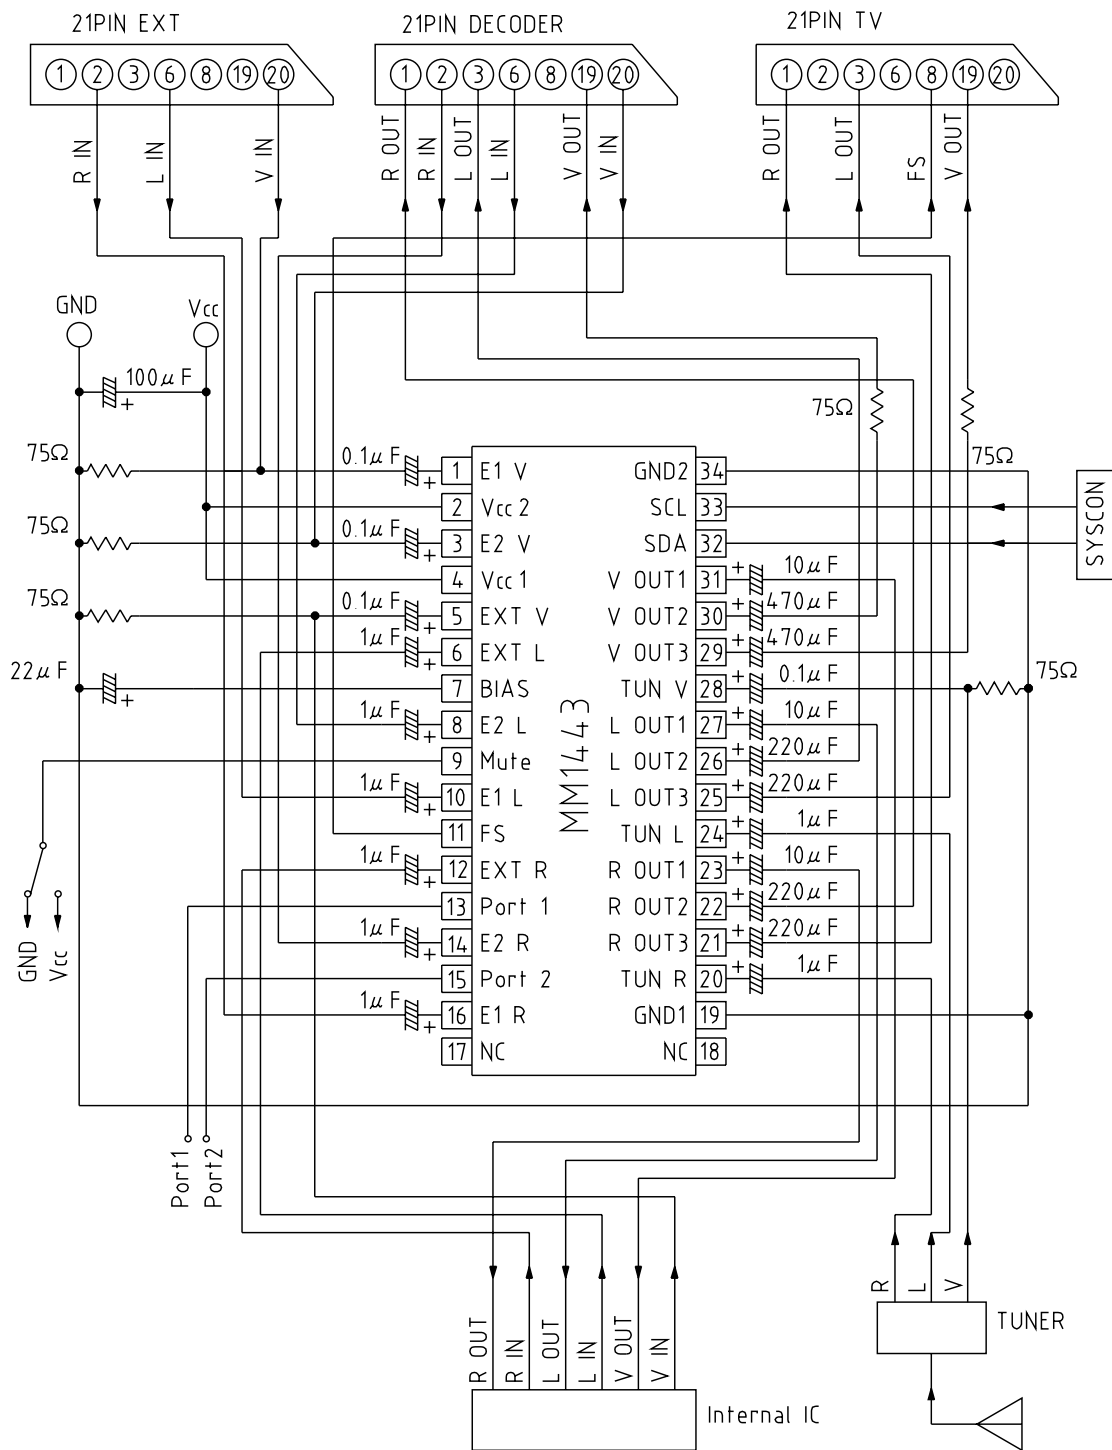 21PIN EXT
21PIN DECODER
21PIN TV
1 2 3 6 8 19 20
1 2 3 6 8 19 20
1 2 3 6 8 19 20
R IN
L IN
V IN
R OUT
R IN
L OUT
L IN
V OUT
V IN
R OUT
L OUT
FS
V OUT
GND
Vcc
100μF
+
75Ω
75Ω
75Ω
22μF
+
75Ω
75Ω
75Ω
SYSCON
MM1443
0.1μF + 1 E1 V
2 Vcc2
0.1μF + 3 E2 V
4 Vcc1
0.1μF + 5 EXT V
1μF + 6 EXT L
7 BIAS
1μF + 8 E2 L
9 Mute
1μF + 10 E1 L
11 FS
1μF + 12 EXT R
13 Port 1
1μF + 14 E2 R
15 Port 2
1μF + 16 E1 R
17 NC
GND2 34
SCL 33
SDA 32
V OUT1 31 + 10μF
V OUT2 30 + 470μF
V OUT3 29 + 470μF
TUN V 28 + 0.1μF
L OUT1 27 + 10μF
L OUT2 26 + 220μF
L OUT3 25 + 220μF
TUN L 24 + 1μF
R OUT1 23 + 10μF
R OUT2 22 + 220μF
R OUT3 21 + 220μF
TUN R 20 + 1μF
GND1 19
NC 18
GND
Vcc
Port1
Port2
R OUT
R IN
L OUT
L IN
V OUT
V IN
Internal IC
R
L
V
TUNER